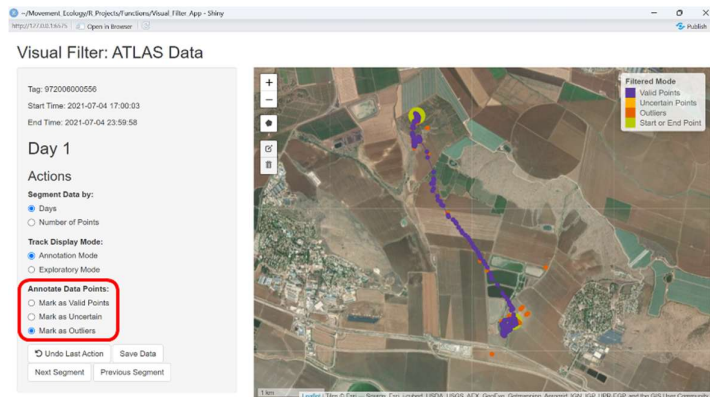 ~/Movement_Ecology/R_Projects/Functions/Visual_Filter_App - Shiny
Open in Browser
Publish
Visual Filter: ATLAS Data
Tag: 972006000556
Start Time: 2021-07-04 17:00:03
End Time: 2021-07-04 23:59:58
Day 1
Actions
Segment Data by:
Days
Number of Points
Track Display Mode:
Annotation Mode
Exploratory Mode
Annotate Data Points:
Mark as Valid Points
Mark as Uncertain
Mark as Outliers
Undo Last Action
Save Data
Next Segment
Previous Segment
+
−
Filtered Mode
Valid Points
Uncertain Points
Outliers
Start or End Point
1 km
Leaflet